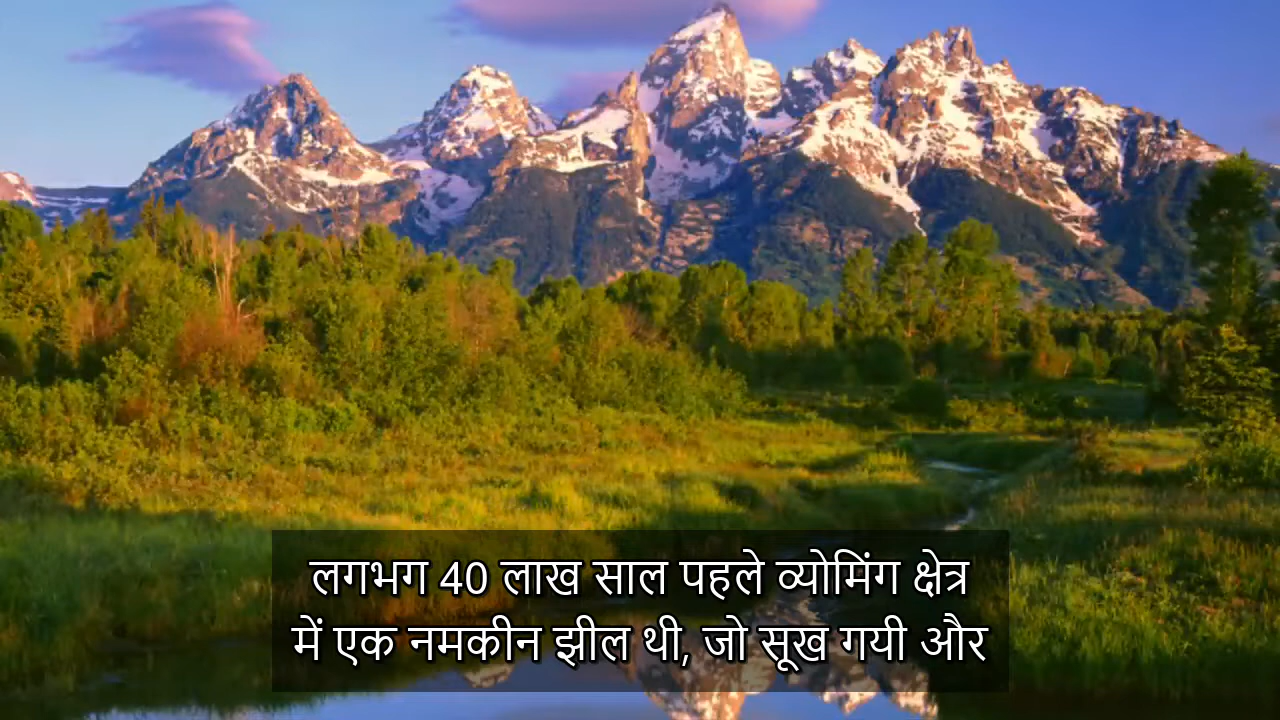 लगभग 40 लाख साल पहले व्योमिंग क्षेत्र
में एक नमकीन झील थी, जो सूख गयी और